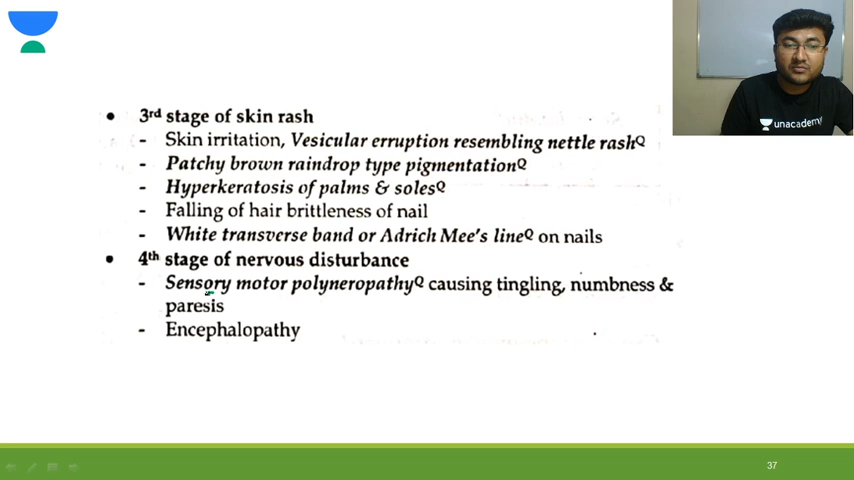 unacademy
• 3rd stage of skin rash
- Skin irritation, Vesicular erruption resembling nettle rashQ
- Patchy brown raindrop type pigmentationQ
- Hyperkeratosis of palms & solesQ
- Falling of hair brittleness of nail
- White transverse band or Adrich Mee's lineQ on nails
• 4th stage of nervous disturbance
- Sensory motor polyneropathyQ causing tingling, numbness &
paresis
- Encephalopathy
37